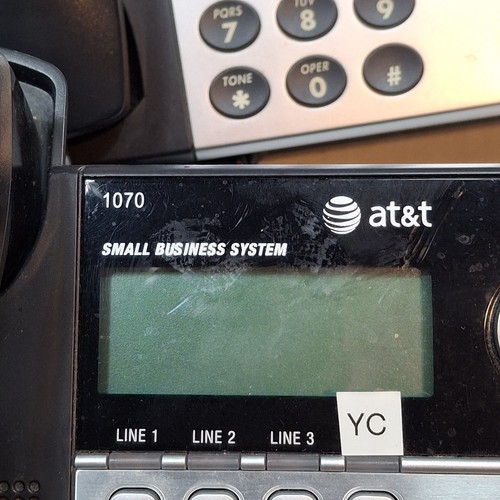 PQRS TUV
7 8 9
TONE OPER
* 0 #
1070 at&t
SMALL BUSINESS SYSTEM
LINE 1 LINE 2 LINE 3 YC